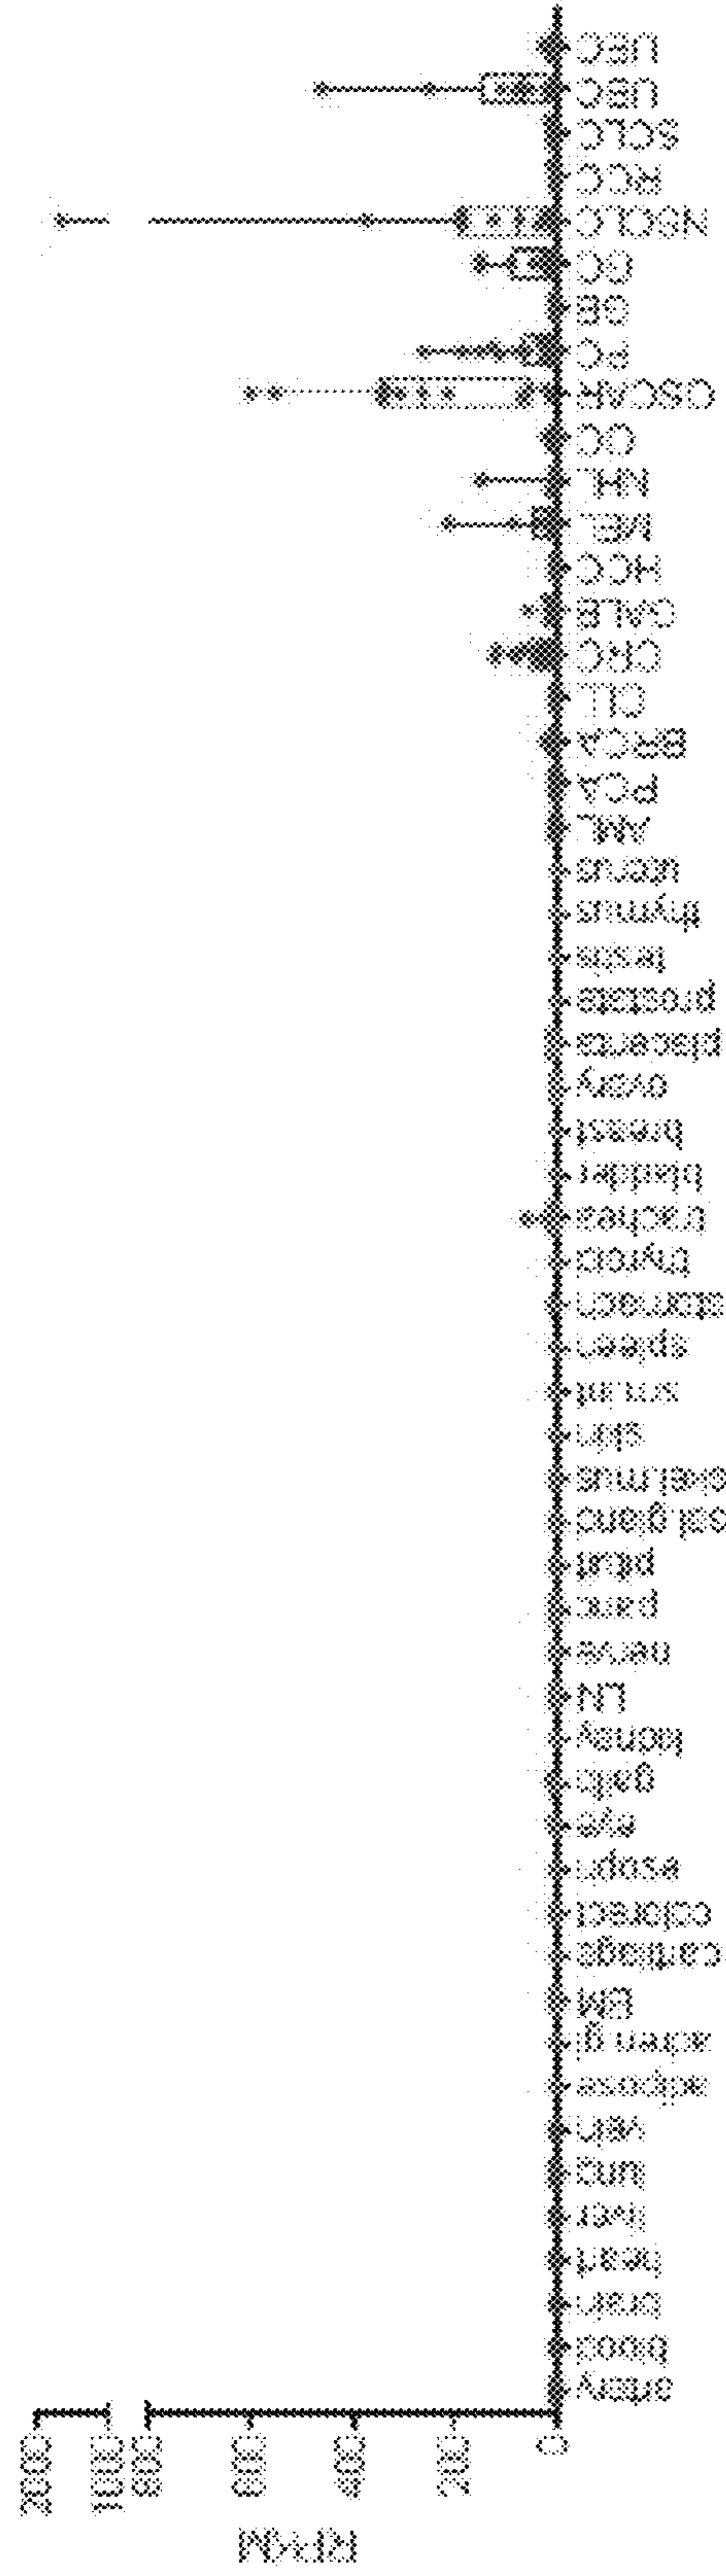 RPKM
2000
1000
800
600
400
200
0
artery
blood
brain
heart
liver
lung
vein
adipose
adren gl
BM
cartilage
colorect
esoph
eye
gallb
kidney
LN
nerve
panc
pituit
sal gland
skel mus
skin
sm int
spleen
stomach
thyroid
trachea
bladder
breast
ovary
placenta
prostate
testis
thymus
uterus
AML
PCA
BRCA
CLL
CRC
GALB
HCC
MEL
NHL
OC
OSCAR
PC
GB
GC
NSCLC
RCC
SCLC
UBC
UEC